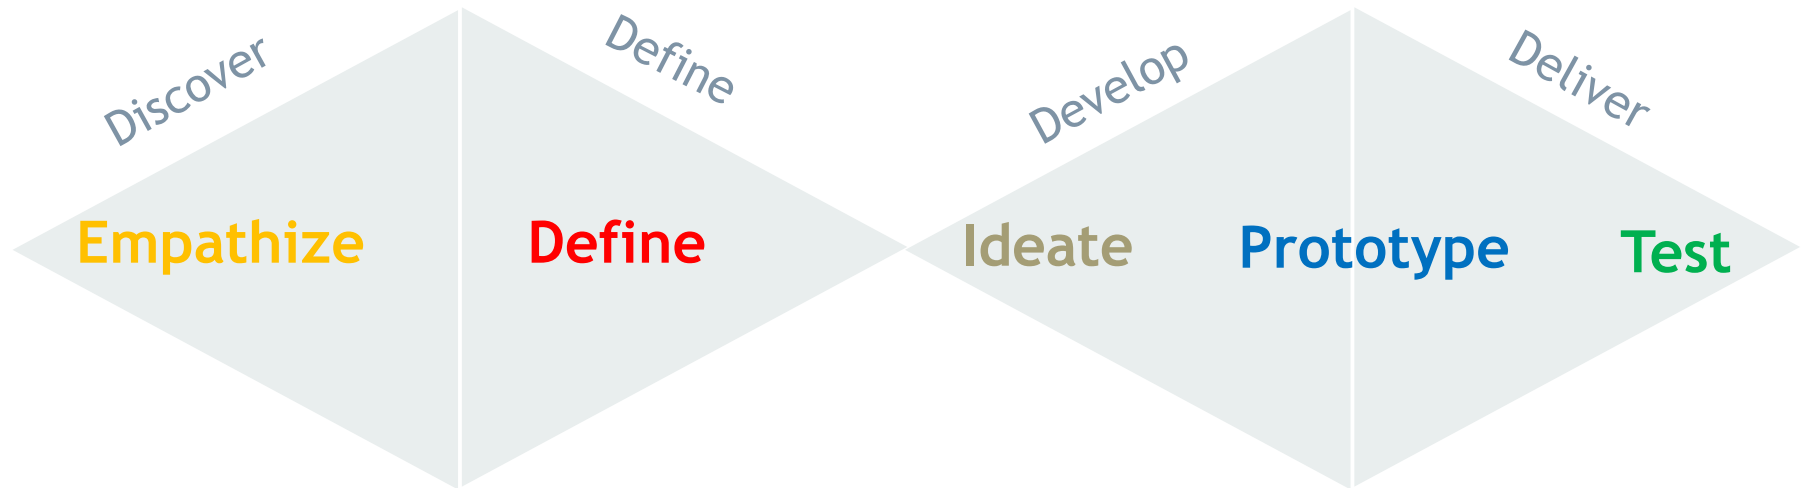 Discover
Define
Develop
Deliver
Empathize
Define
Ideate
Prototype
Test